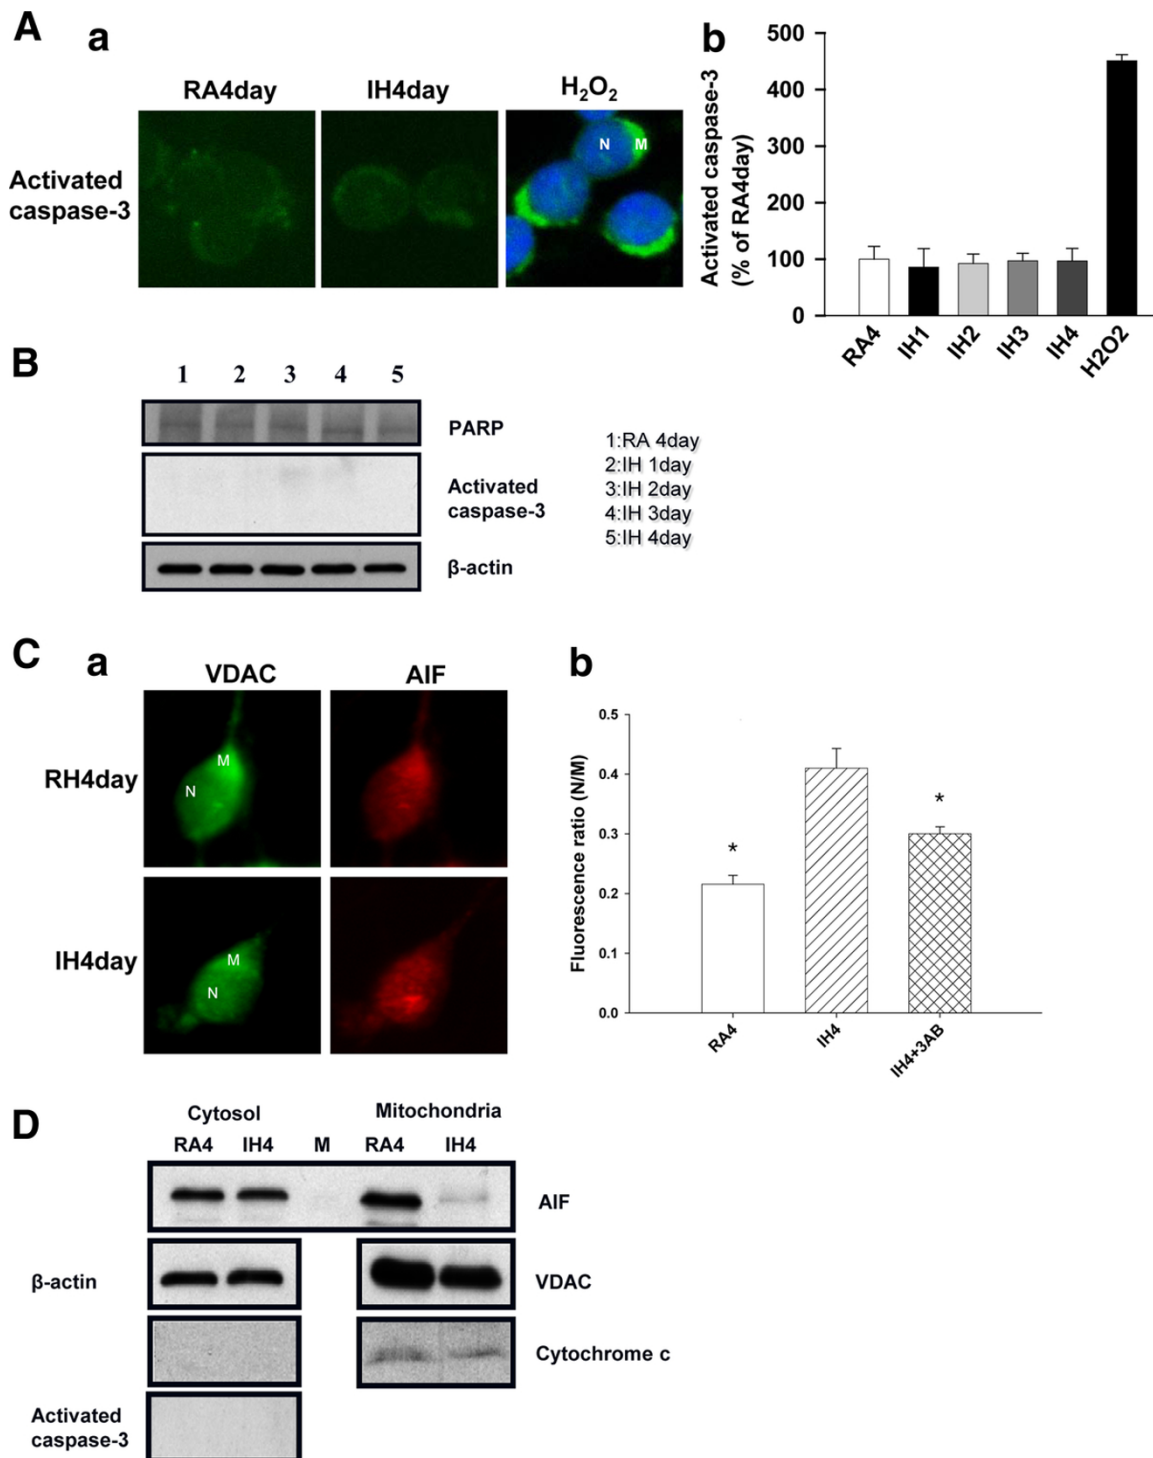 A
a
RA4day
IH4day
H₂O₂
N
M
Activated
caspase-3
b
Activated caspase-3
(% of RA4day)
500
400
300
200
100
0
RA4
IH1
IH2
IH3
IH4
H2O2
B
1
2
3
4
5
PARP
Activated
caspase-3
β-actin
1:RA 4day
2:IH 1day
3:IH 2day
4:IH 3day
5:IH 4day
C
a
VDAC
AIF
RH4day
M
N
IH4day
M
N
b
Fluorescence ratio (N/M)
0.5
0.4
0.3
0.2
0.1
0.0
*
*
RA4
IH4
IH4+3AB
D
Cytosol
Mitochondria
RA4
IH4
M
RA4
IH4
AIF
β-actin
VDAC
Cytochrome c
Activated
caspase-3